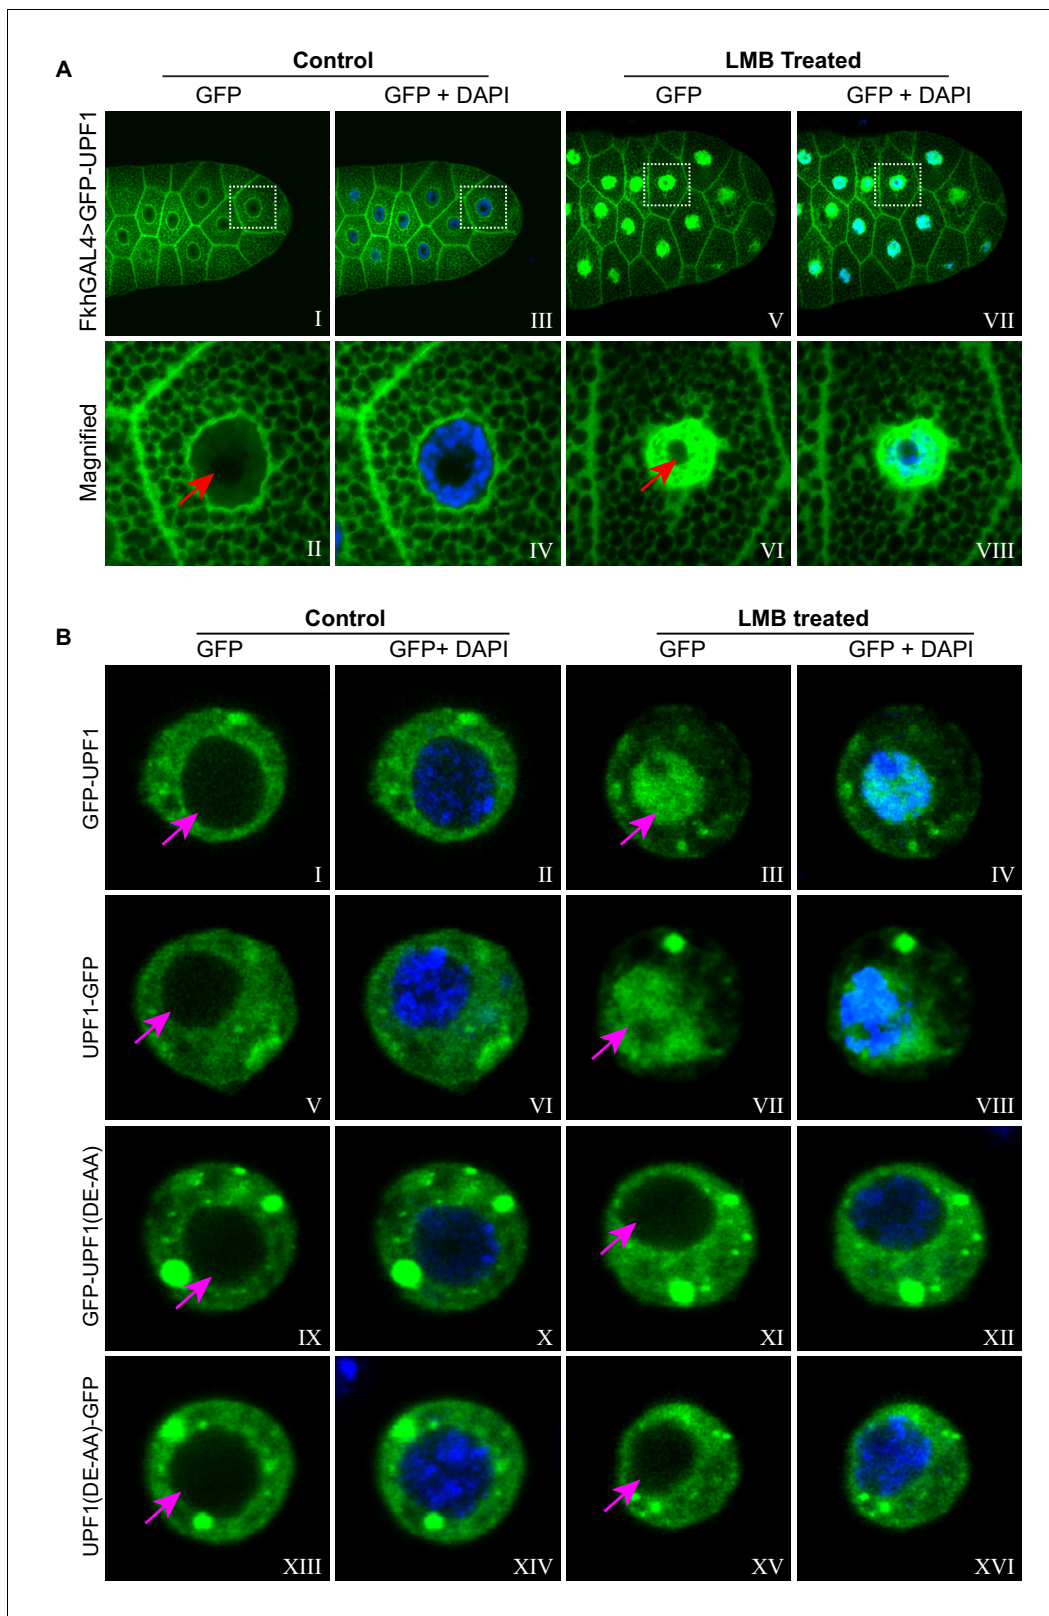 A
Control
LMB Treated
GFP
GFP + DAPI
GFP
GFP + DAPI
FkhGAL4>GFP-UPF1
I
III
V
VII
Magnified
II
IV
VI
VIII
B
Control
LMB treated
GFP
GFP+ DAPI
GFP
GFP + DAPI
GFP-UPF1
I
II
III
IV
UPF1-GFP
V
VI
VII
VIII
GFP-UPF1(DE-AA)
IX
X
XI
XII
UPF1(DE-AA)-GFP
XIII
XIV
XV
XVI